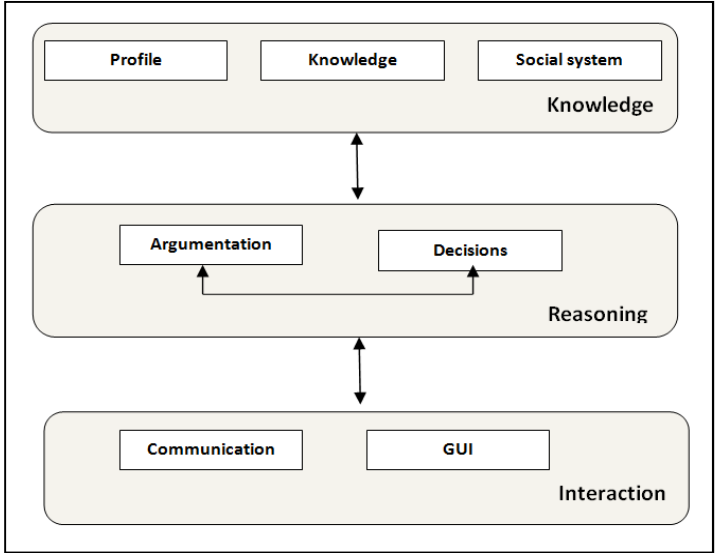 Profile
Knowledge
Social system
Knowledge
Argumentation
Decisions
Reasoning
Communication
GUI
Interaction